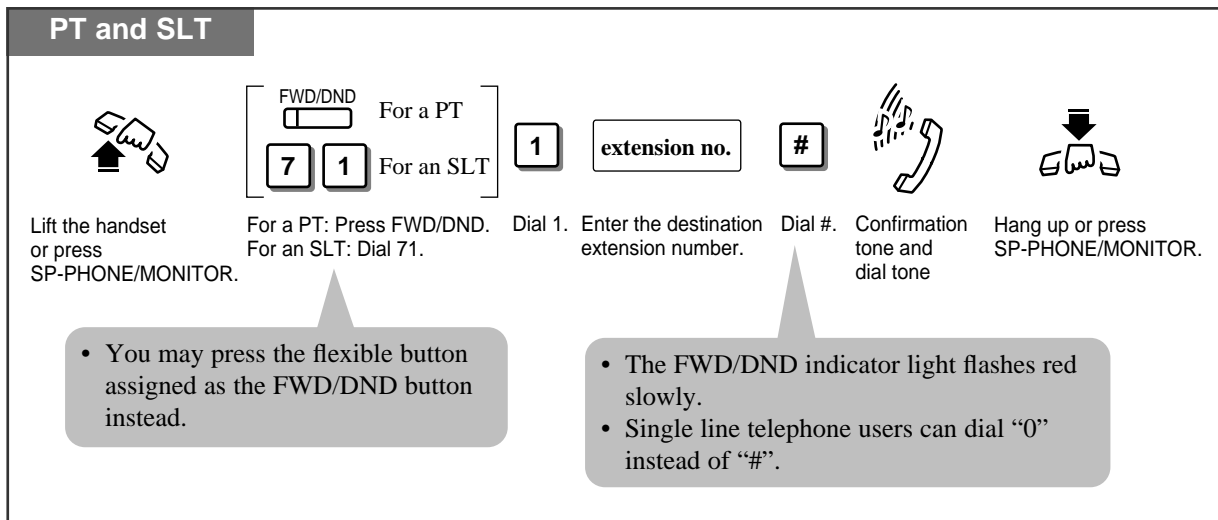 PT and SLT
FWD/DND
For a PT
7 1 For an SLT
1
extension no.
#
Lift the handset
or press
SP-PHONE/MONITOR.
For a PT: Press FWD/DND.
For an SLT: Dial 71.
Dial 1.
Enter the destination
extension number.
Dial #.
Confirmation
tone and
dial tone
Hang up or press
SP-PHONE/MONITOR.
• You may press the flexible button
assigned as the FWD/DND button
instead.
• The FWD/DND indicator light flashes red
slowly.
• Single line telephone users can dial “0”
instead of “#”.